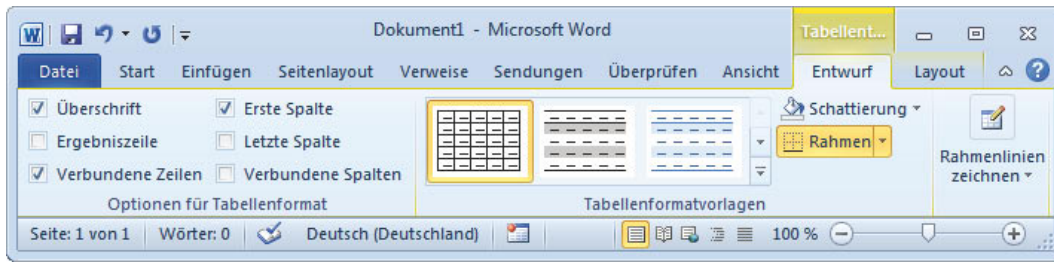 W Dokument1 - Microsoft Word Tabellent...
Datei Start Einfügen Seitenlayout Verweise Sendungen Überprüfen Ansicht Entwurf Layout
Überschrift Erste Spalte Schattierung
Ergebniszeile Letzte Spalte Rahmen
Verbundene Zeilen Verbundene Spalten Rahmenlinien
zeichnen
Optionen für Tabellenformat Tabellenformatvorlagen
Seite: 1 von 1 Wörter: 0 Deutsch (Deutschland) 100 %